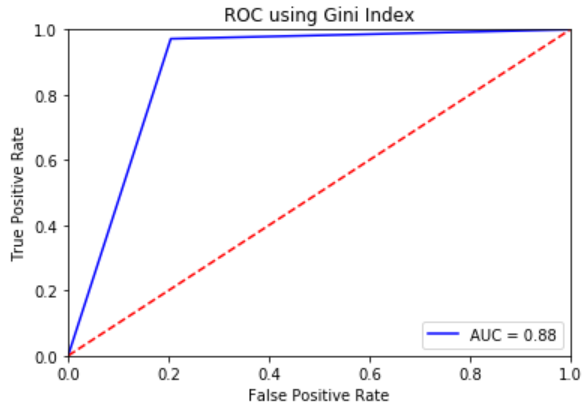 ROC using Gini Index
1.0
0.8
0.6
0.4
0.2
0.0
True Positive Rate
AUC = 0.88
0.0 0.2 0.4 0.6 0.8 1.0
False Positive Rate